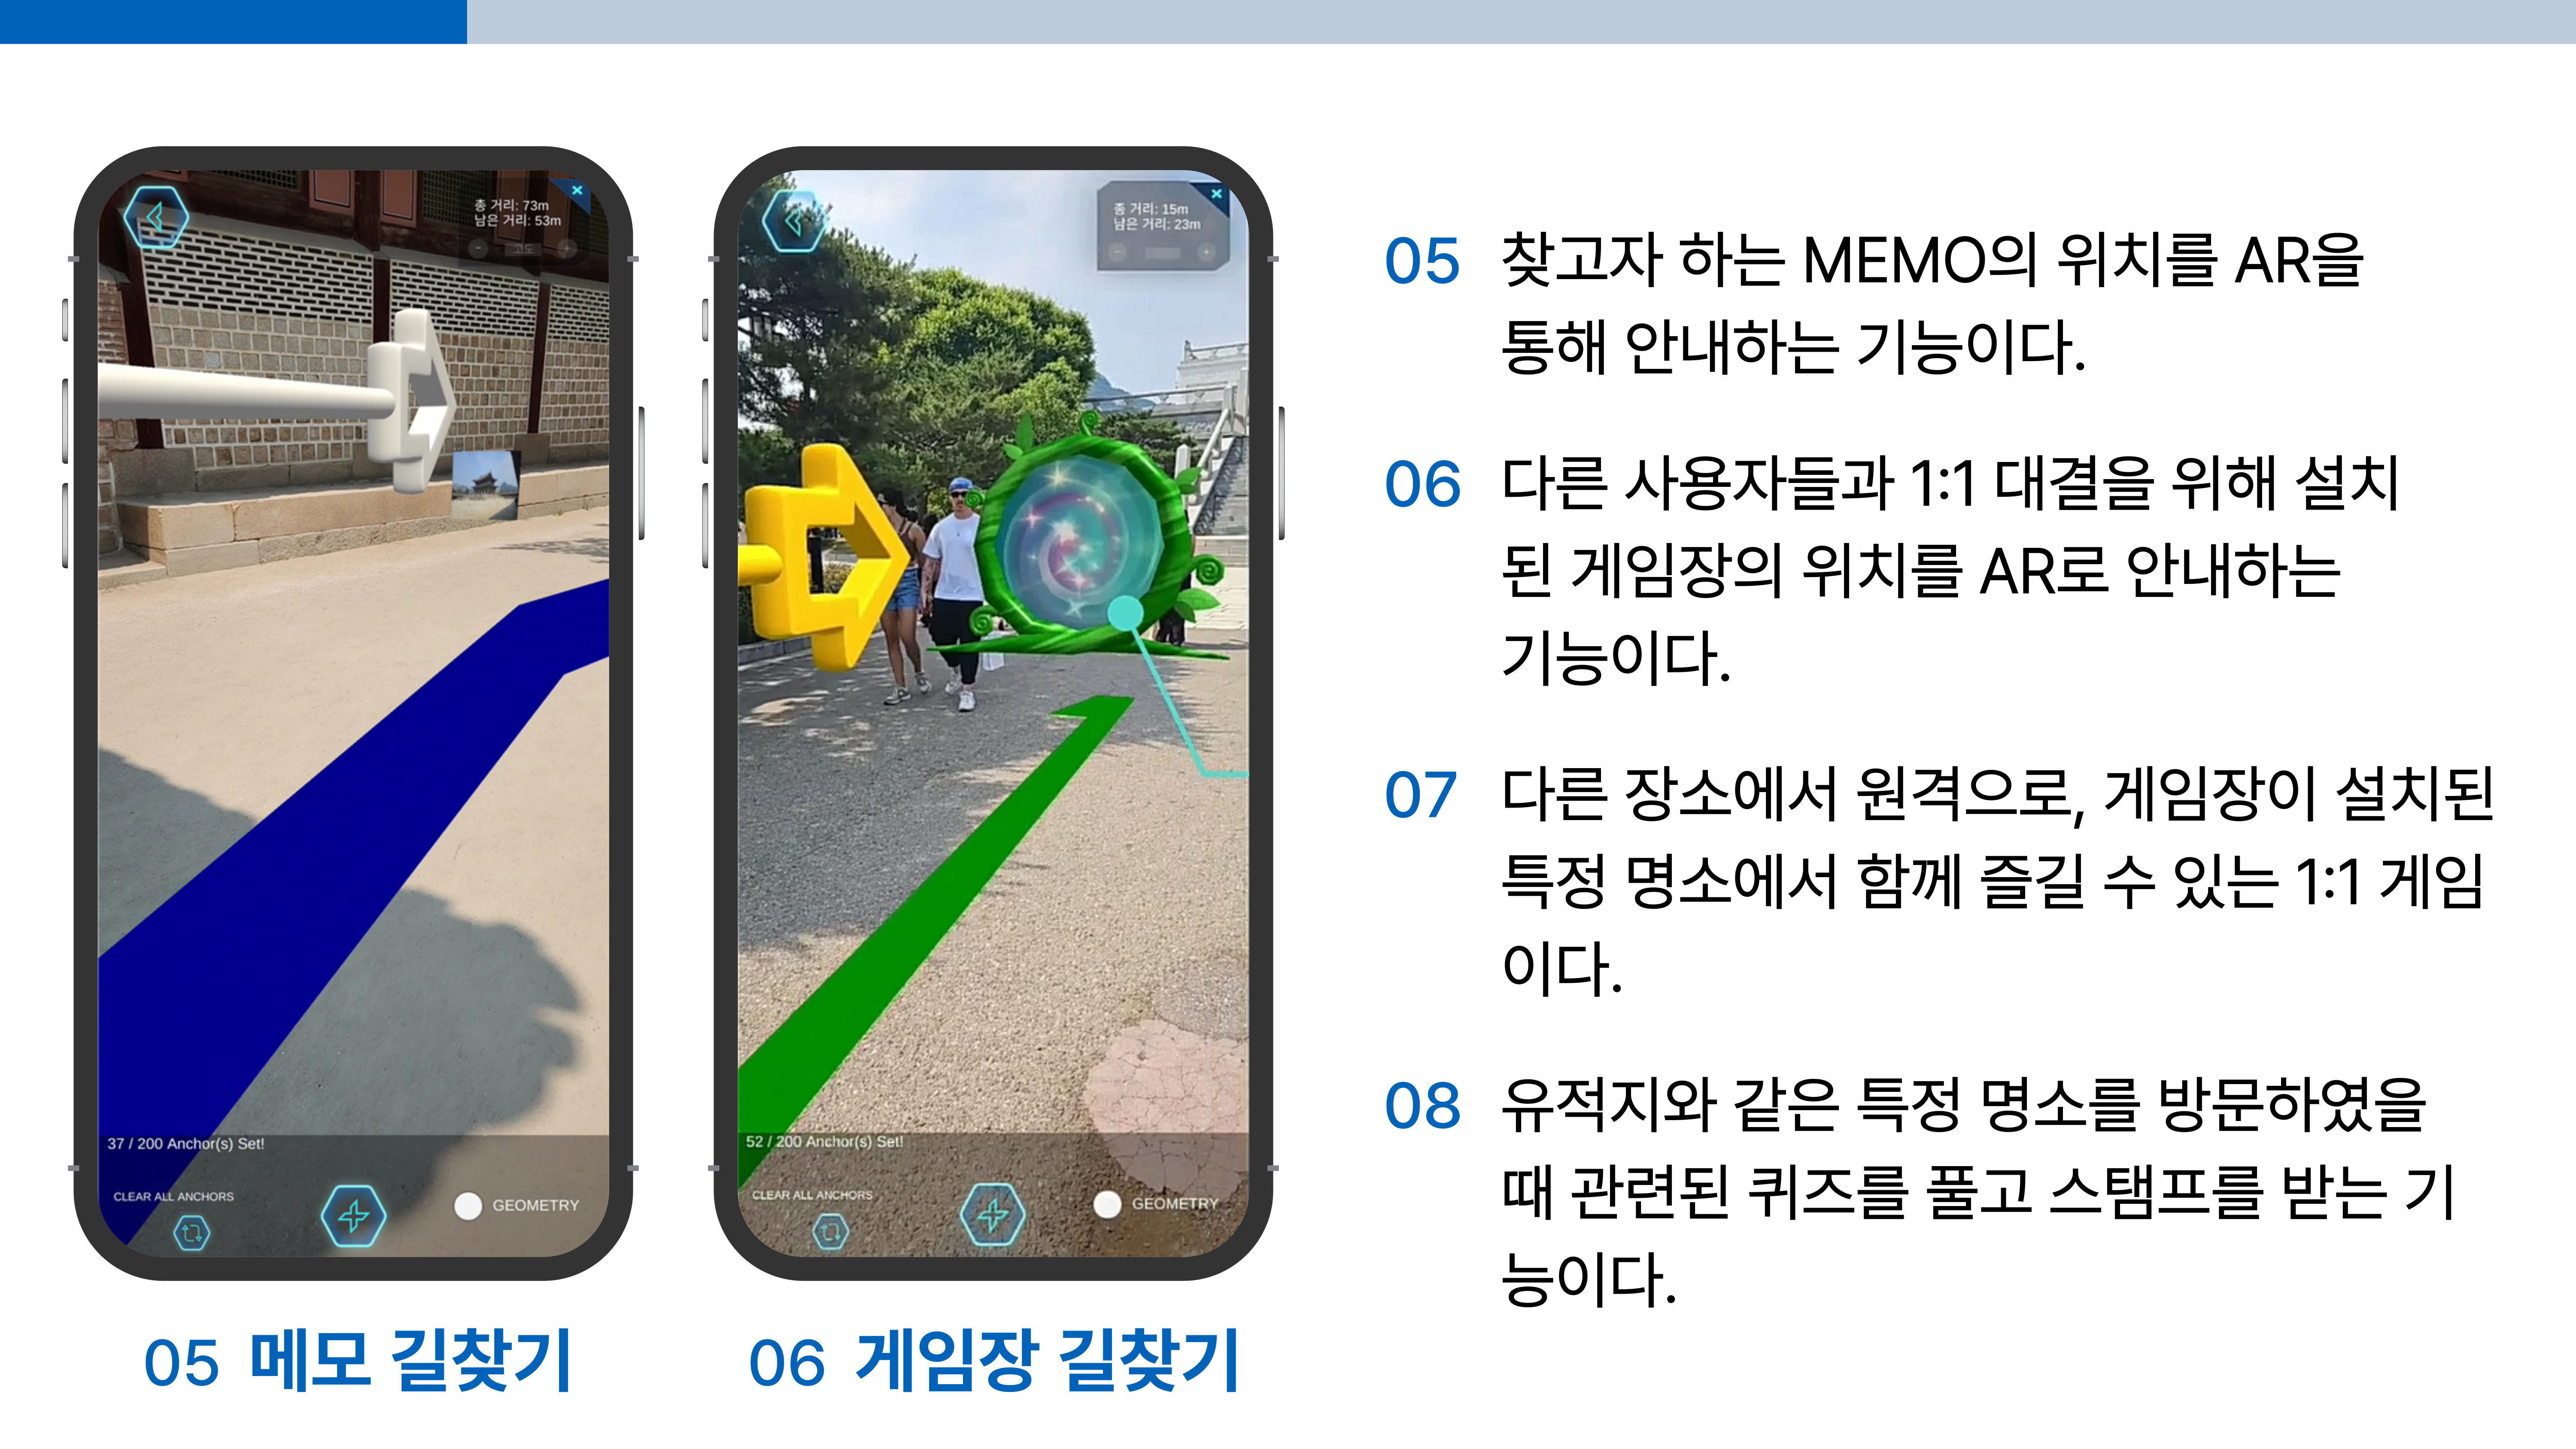 총 거리: 73m
남은 거리: 53m
고도
37 / 200 Anchor(s) Set!
CLEAR ALL ANCHORS
GEOMETRY
05 메모 길찾기
총 거리: 15m
남은 거리: 23m
52 / 200 Anchor(s) Set!
CLEAR ALL ANCHORS
GEOMETRY
06 게임장 길찾기
05 찾고자 하는 MEMO의 위치를 AR을
통해 안내하는 기능이다.
06 다른 사용자들과 1:1 대결을 위해 설치
된 게임장의 위치를 AR로 안내하는
기능이다.
07 다른 장소에서 원격으로, 게임장이 설치된
특정 명소에서 함께 즐길 수 있는 1:1 게임
이다.
08 유적지와 같은 특정 명소를 방문하였을
때 관련된 퀴즈를 풀고 스탬프를 받는 기
능이다.